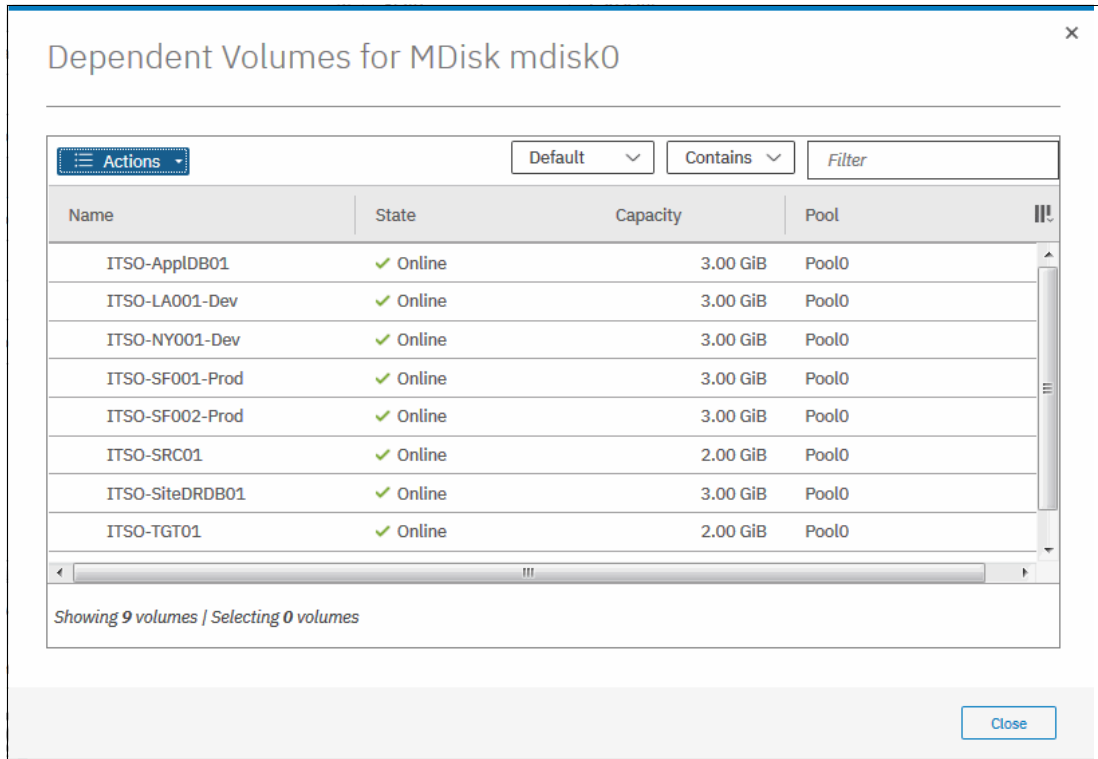 Dependent Volumes for MDisk mdisk0
Actions Default Contains Filter
Name State Capacity Pool
ITSO-ApplDB01 Online 3.00 GiB Pool0
ITSO-LA001-Dev Online 3.00 GiB Pool0
ITSO-NY001-Dev Online 3.00 GiB Pool0
ITSO-SF001-Prod Online 3.00 GiB Pool0
ITSO-SF002-Prod Online 3.00 GiB Pool0
ITSO-SRC01 Online 2.00 GiB Pool0
ITSO-SiteDRDB01 Online 3.00 GiB Pool0
ITSO-TGT01 Online 2.00 GiB Pool0
Showing 9 volumes | Selecting 0 volumes
Close